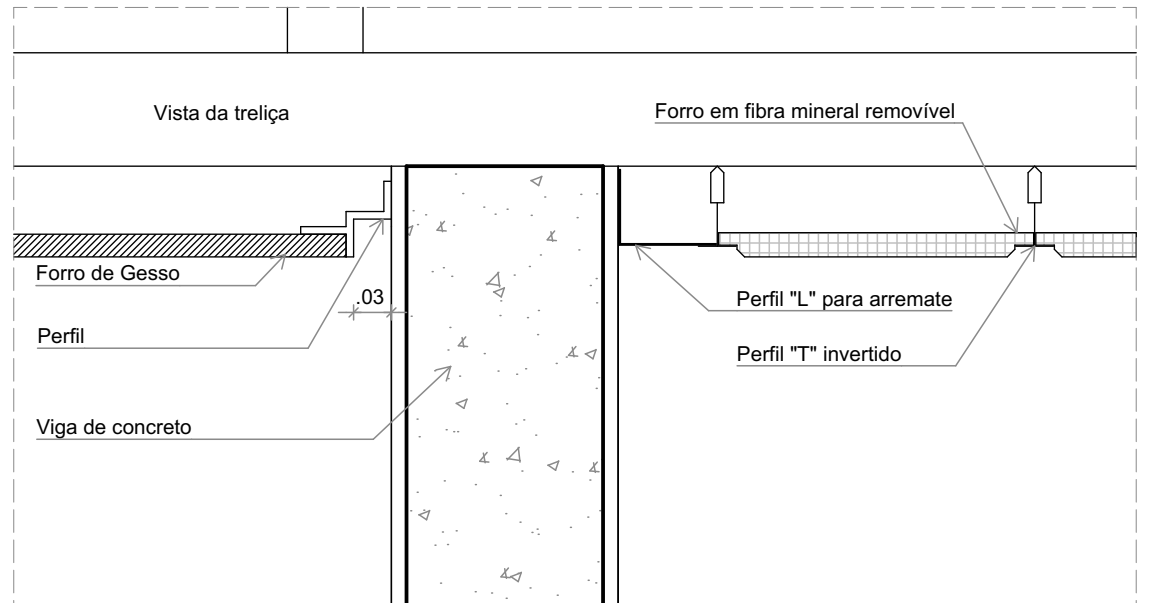 Vista da treliça
Forro em fibra mineral removível
Forro de Gesso
.03
Perfil "L" para arremate
Perfil
Perfil "T" invertido
Viga de concreto